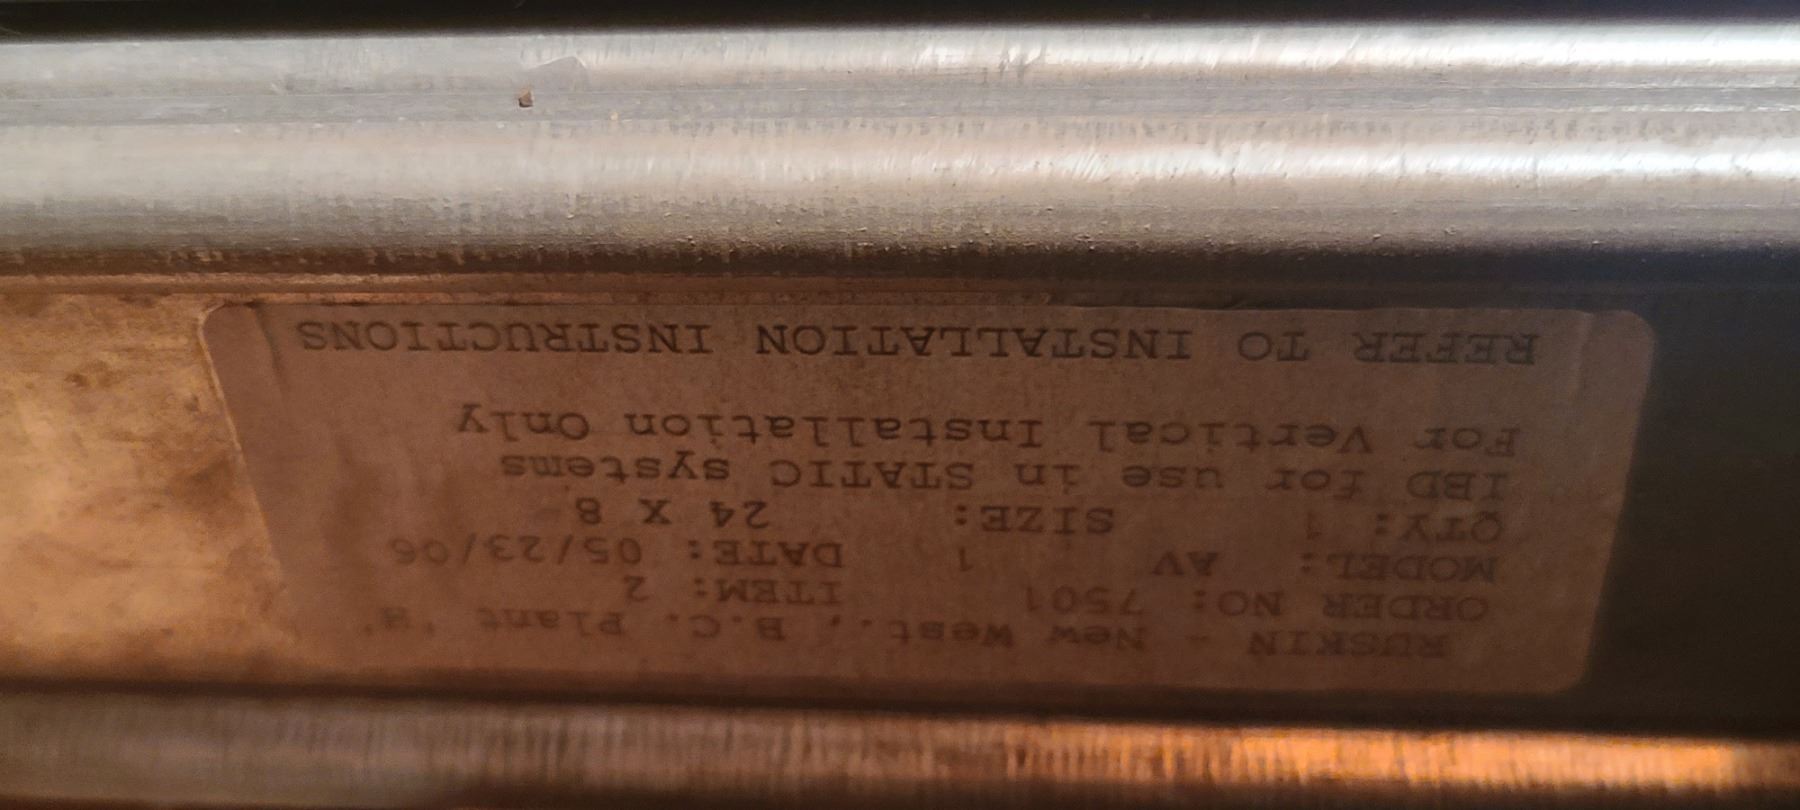 RUSKIN - New West., B.C. Plant 'H'
ORDER NO: 7501 ITEM: 2
MODEL: AV 1 DATE: 05/23/06
QTY: 1 SIZE: 24 X 8
IBD for use in STATIC systems
For Vertical Installation Only
REFER TO INSTALLATION INSTRUCTIONS